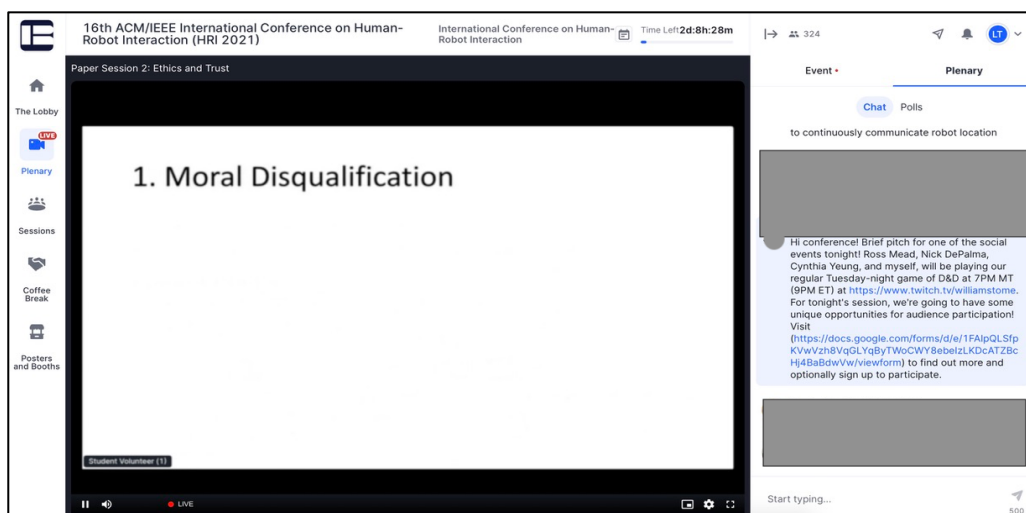 16th ACM/IEEE International Conference on Human-
Robot Interaction (HRI 2021)
International Conference on Human-
Robot Interaction
Time Left 2d:8h:28m
324
LT
The Lobby
LIVE
Plenary
Sessions
Coffee
Break
Posters
and Booths
Paper Session 2: Ethics and Trust
1. Moral Disqualification
Student Volunteer (1)
LIVE
Event
Plenary
Chat
Polls
to continuously communicate robot location
Hi conference! Brief pitch for one of the social
events tonight! Ross Mead, Nick DePalma,
Cynthia Yeung, and myself, will be playing our
regular Tuesday-night game of D&D at 7PM MT
(9PM ET) at https://www.twitch.tv/williamstome.
For tonight's session, we're going to have some
unique opportunities for audience participation!
Visit
(https://docs.google.com/forms/d/e/1FAIpQLSfp
KVwVzh8VqGLYqByTWoCWY8ebeIzLKDcATZBc
Hj4BaBdwVw/viewform) to find out more and
optionally sign up to participate.
Start typing...
500